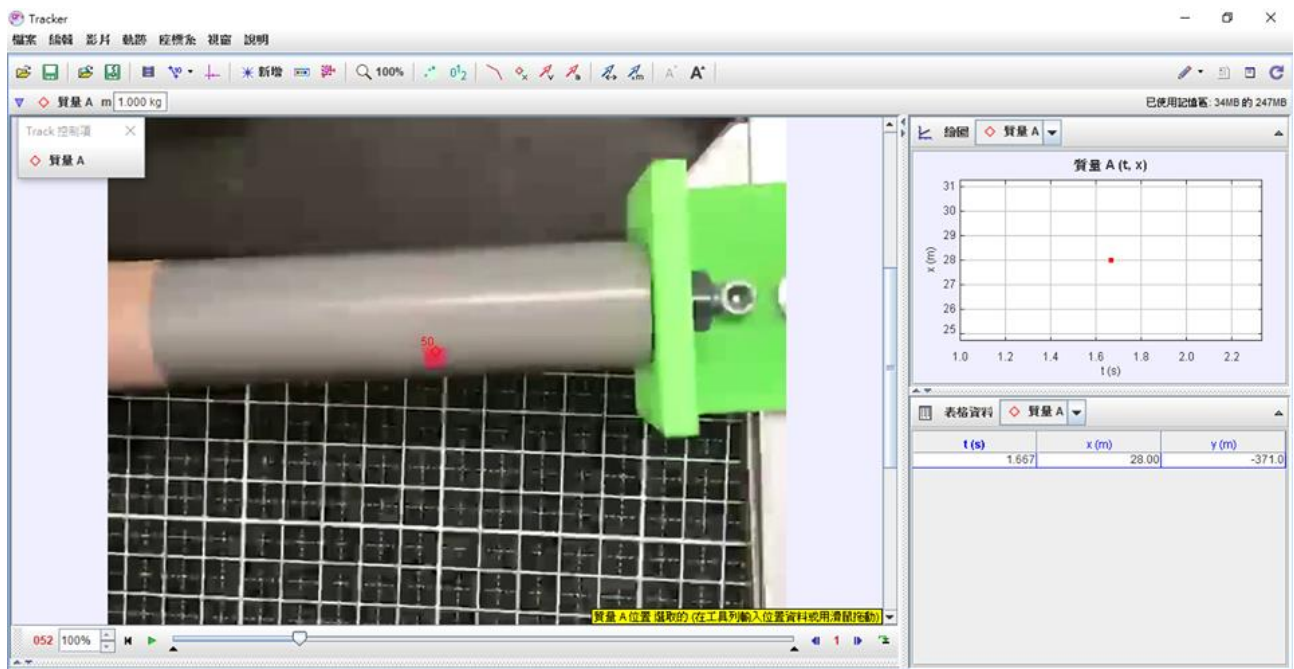 Tracker
檔案 編輯 影片 軌跡 座標系 視窗 說明
新增 100%
質量 A m 1.000 kg
已使用記憶區: 34MB 的 247MB
Track 控制項
質量 A
50
質量 A 位置 選取的 (在工具列輸入位置資料或用滑鼠拖動)
052 100% 1
繪圖 質量 A
質量 A (t, x)
31
30
29
28
27
26
25
x (m)
1.0 1.2 1.4 1.6 1.8 2.0 2.2
t (s)
表格資料 質量 A
t (s) x (m) y (m)
1.667 28.00 -371.0